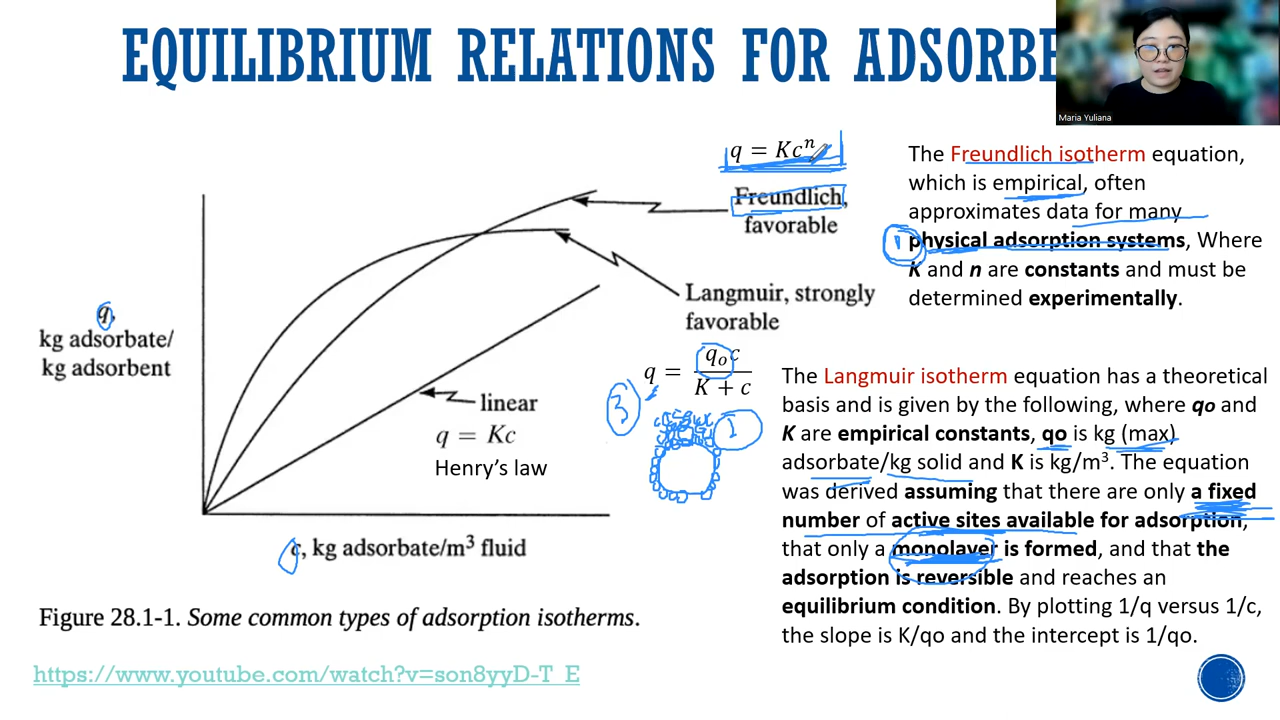 EQUILIBRIUM RELATIONS FOR ADSORBE
Maria Yuliana
q = Kcⁿ
Freundlich,
favorable
Langmuir, strongly
favorable
q = q₀c / K + c
linear
q = Kc
Henry's law
q,
kg adsorbate/
kg adsorbent
c, kg adsorbate/m³ fluid
Figure 28.1-1. Some common types of adsorption isotherms.
https://www.youtube.com/watch?v=son8yyD-T_E
The Freundlich isotherm equation,
which is empirical, often
approximates data for many
physical adsorption systems, Where
K and n are constants and must be
determined experimentally.
1
The Langmuir isotherm equation has a theoretical
basis and is given by the following, where qo and
K are empirical constants, qo is kg (max)
adsorbate/kg solid and K is kg/m³. The equation
was derived assuming that there are only a fixed
number of active sites available for adsorption,
that only a monolayer is formed, and that the
adsorption is reversible and reaches an
equilibrium condition. By plotting 1/q versus 1/c,
the slope is K/qo and the intercept is 1/qo.
3
1